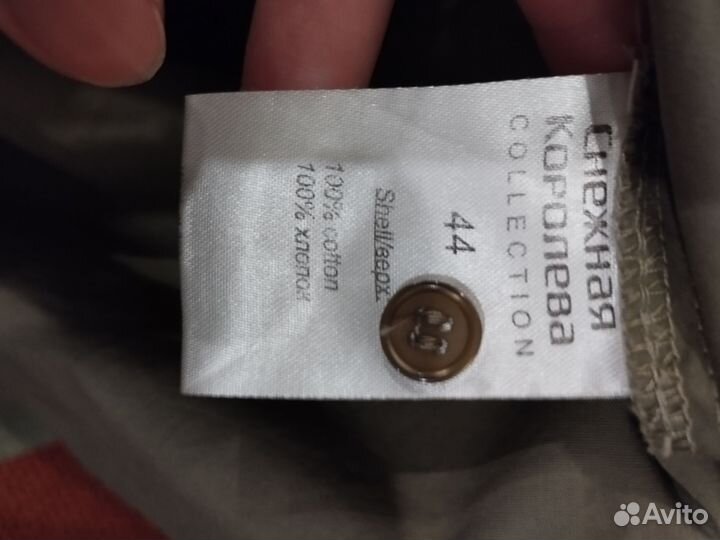 Снежная
Королева
COLLECTION
44
Shell/верх:
100% cotton
100% хлопок
Avito